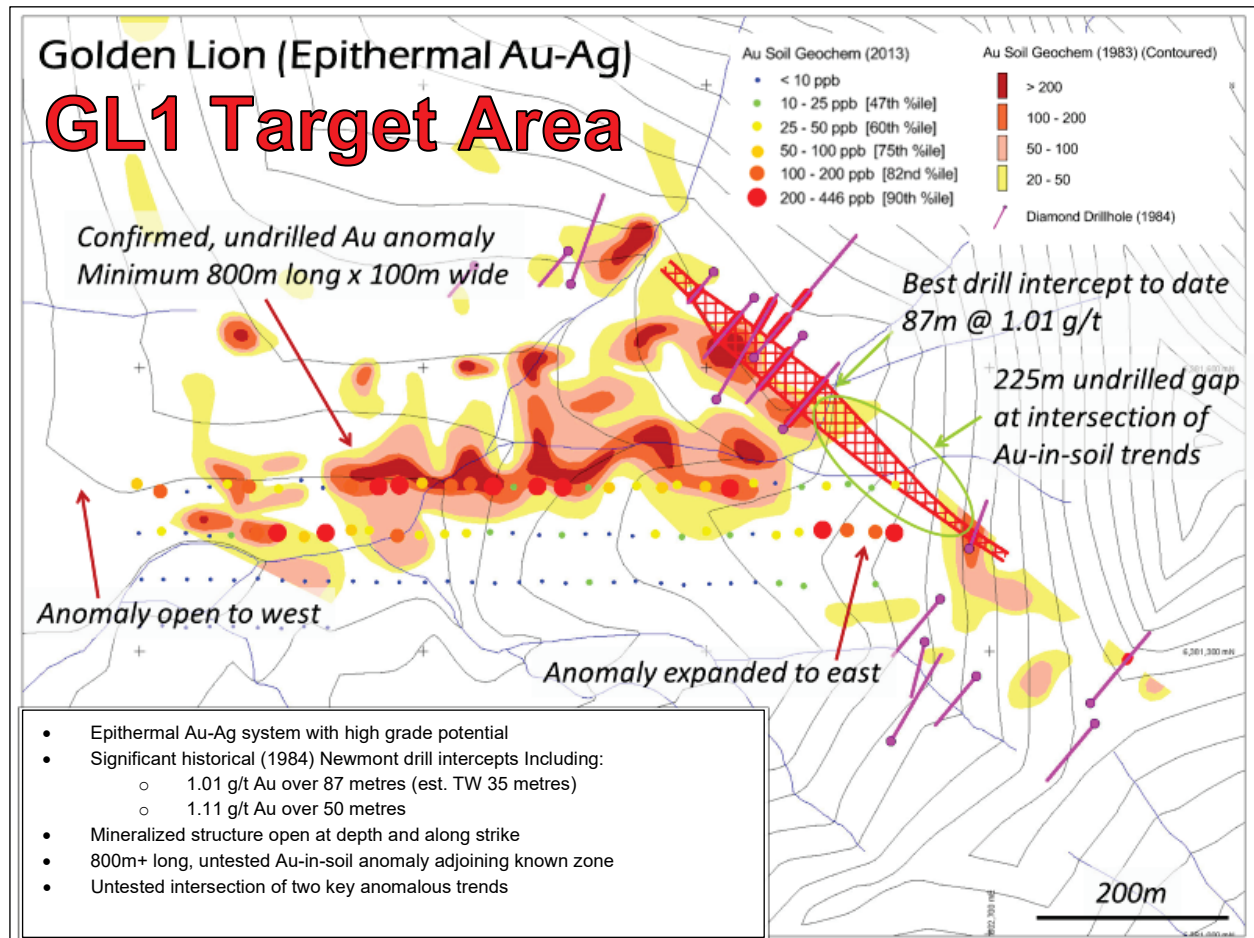 Golden Lion (Epithermal Au-Ag)
GL1 Target Area
Au Soil Geochem (2013)
< 10 ppb
10 - 25 ppb [47th %ile]
25 - 50 ppb [60th %ile]
50 - 100 ppb [75th %ile]
100 - 200 ppb [82nd %ile]
200 - 446 ppb [90th %ile]
Au Soil Geochem (1983) (Contoured)
> 200
100 - 200
50 - 100
20 - 50
Diamond Drillhole (1984)
Confirmed, undrilled Au anomaly
Minimum 800m long x 100m wide
Best drill intercept to date
87m @ 1.01 g/t
225m undrilled gap
at intersection of
Au-in-soil trends
Anomaly open to west
Anomaly expanded to east
6,381,300 mN
• Epithermal Au-Ag system with high grade potential
• Significant historical (1984) Newmont drill intercepts Including:
o 1.01 g/t Au over 87 metres (est. TW 35 metres)
o 1.11 g/t Au over 50 metres
• Mineralized structure open at depth and along strike
• 800m+ long, untested Au-in-soil anomaly adjoining known zone
• Untested intersection of two key anomalous trends
200m